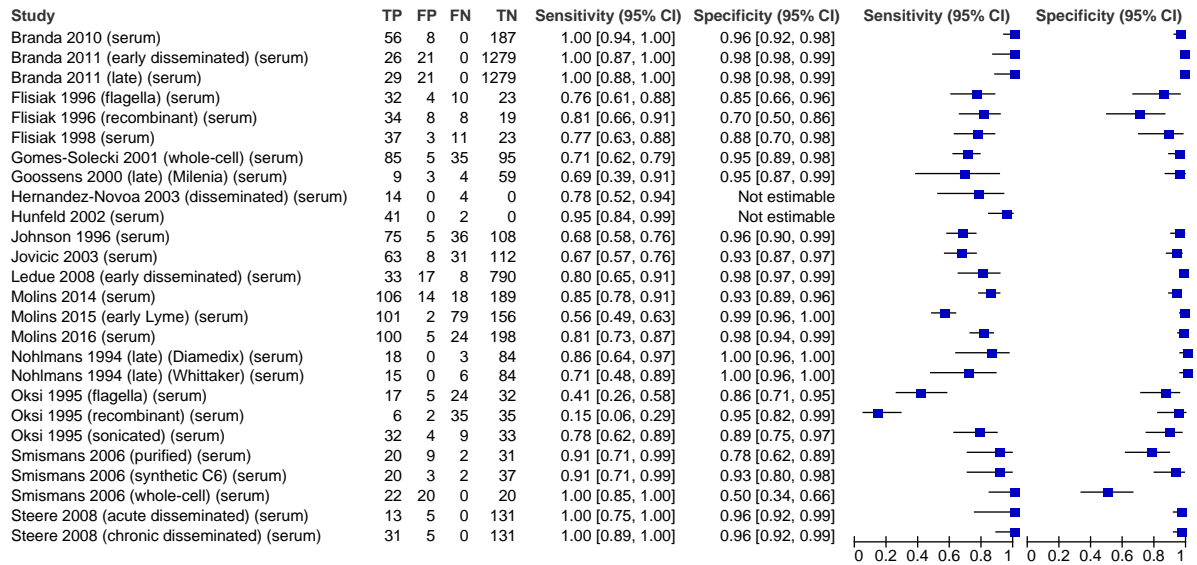 Study TP FP FN TN Sensitivity (95% CI) Specificity (95% CI) Sensitivity (95% CI) Specificity (95% CI)
Branda 2010 (serum) 56 8 0 187 1.00 [0.94, 1.00] 0.96 [0.92, 0.98]
Branda 2011 (early disseminated) (serum) 26 21 0 1279 1.00 [0.87, 1.00] 0.98 [0.98, 0.99]
Branda 2011 (late) (serum) 29 21 0 1279 1.00 [0.88, 1.00] 0.98 [0.98, 0.99]
Flisiak 1996 (flagella) (serum) 32 4 10 23 0.76 [0.61, 0.88] 0.85 [0.66, 0.96]
Flisiak 1996 (recombinant) (serum) 34 8 8 19 0.81 [0.66, 0.91] 0.70 [0.50, 0.86]
Flisiak 1998 (serum) 37 3 11 23 0.77 [0.63, 0.88] 0.88 [0.70, 0.98]
Gomes-Solecki 2001 (whole-cell) (serum) 85 5 35 95 0.71 [0.62, 0.79] 0.95 [0.89, 0.98]
Goossens 2000 (late) (Milenia) (serum) 9 3 4 59 0.69 [0.39, 0.91] 0.95 [0.87, 0.99]
Hernandez-Novoa 2003 (disseminated) (serum) 14 0 4 0 0.78 [0.52, 0.94] Not estimable
Hunfeld 2002 (serum) 41 0 2 0 0.95 [0.84, 0.99] Not estimable
Johnson 1996 (serum) 75 5 36 108 0.68 [0.58, 0.76] 0.96 [0.90, 0.99]
Jovicic 2003 (serum) 63 8 31 112 0.67 [0.57, 0.76] 0.93 [0.87, 0.97]
Ledue 2008 (early disseminated) (serum) 33 17 8 790 0.80 [0.65, 0.91] 0.98 [0.97, 0.99]
Molins 2014 (serum) 106 14 18 189 0.85 [0.78, 0.91] 0.93 [0.89, 0.96]
Molins 2015 (early Lyme) (serum) 101 2 79 156 0.56 [0.49, 0.63] 0.99 [0.96, 1.00]
Molins 2016 (serum) 100 5 24 198 0.81 [0.73, 0.87] 0.98 [0.94, 0.99]
Nohlmans 1994 (late) (Diamedix) (serum) 18 0 3 84 0.86 [0.64, 0.97] 1.00 [0.96, 1.00]
Nohlmans 1994 (late) (Whittaker) (serum) 15 0 6 84 0.71 [0.48, 0.89] 1.00 [0.96, 1.00]
Oksi 1995 (flagella) (serum) 17 5 24 32 0.41 [0.26, 0.58] 0.86 [0.71, 0.95]
Oksi 1995 (recombinant) (serum) 6 2 35 35 0.15 [0.06, 0.29] 0.95 [0.82, 0.99]
Oksi 1995 (sonicated) (serum) 32 4 9 33 0.78 [0.62, 0.89] 0.89 [0.75, 0.97]
Smismans 2006 (purified) (serum) 20 9 2 31 0.91 [0.71, 0.99] 0.78 [0.62, 0.89]
Smismans 2006 (synthetic C6) (serum) 20 3 2 37 0.91 [0.71, 0.99] 0.93 [0.80, 0.98]
Smismans 2006 (whole-cell) (serum) 22 20 0 20 1.00 [0.85, 1.00] 0.50 [0.34, 0.66]
Steere 2008 (acute disseminated) (serum) 13 5 0 131 1.00 [0.75, 1.00] 0.96 [0.92, 0.99]
Steere 2008 (chronic disseminated) (serum) 31 5 0 131 1.00 [0.89, 1.00] 0.96 [0.92, 0.99]
0 0.2 0.4 0.6 0.8 1 0 0.2 0.4 0.6 0.8 1